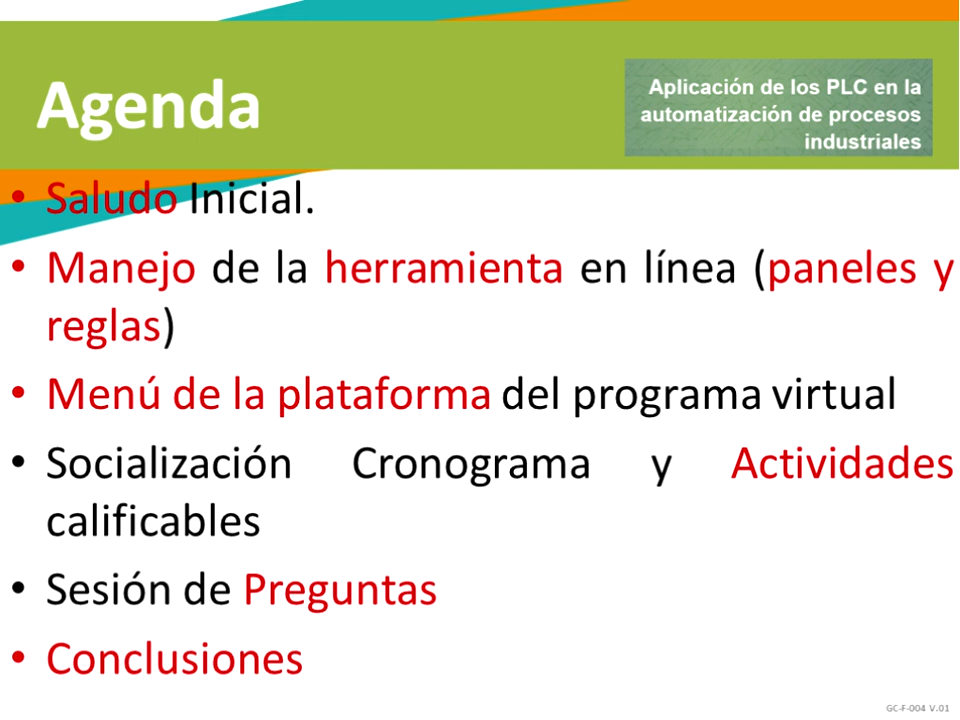 Agenda
Aplicación de los PLC en la
automatización de procesos
industriales
• Saludo Inicial.
• Manejo de la herramienta en línea (paneles y
reglas)
• Menú de la plataforma del programa virtual
• Socialización Cronograma y Actividades
calificables
• Sesión de Preguntas
• Conclusiones
GC-F-004 V.01